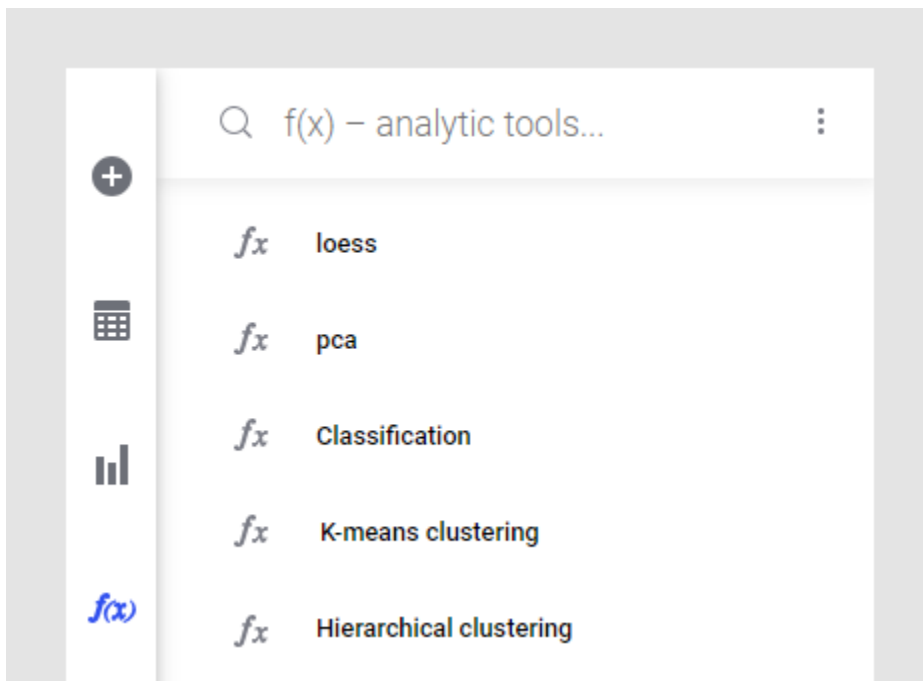 f(x) – analytic tools...
fx loess
fx pca
fx Classification
fx K-means clustering
f(x)
fx Hierarchical clustering